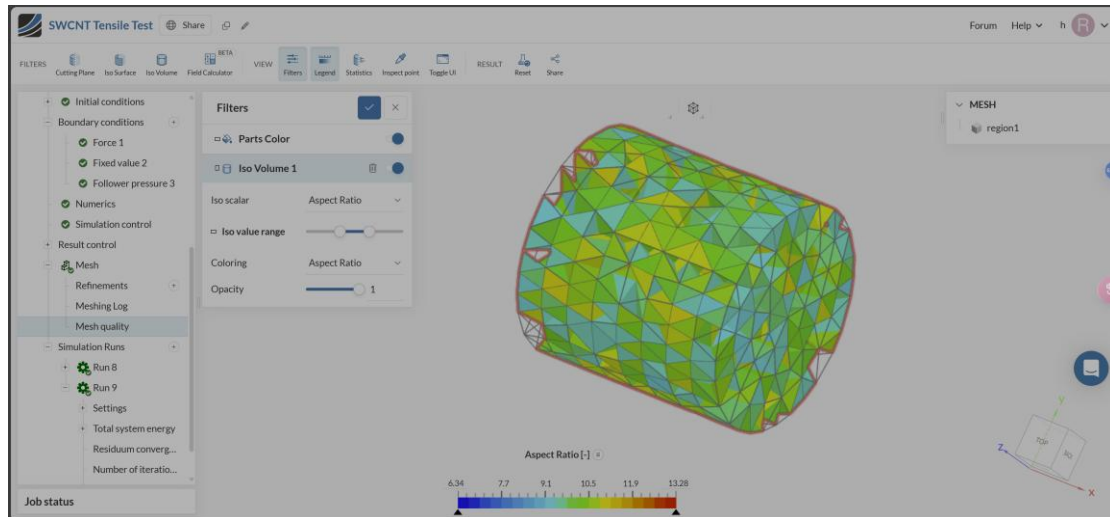 SWCNT Tensile Test Share Forum Help h R
BETA
FILTERS Cutting Plane Iso Surface Iso Volume Field Calculator VIEW Filters Legend Statistics Inspect point Toggle UI RESULT Reset Share
Initial conditions
Boundary conditions
Force 1
Fixed value 2
Follower pressure 3
Numerics
Simulation control
Result control
Mesh
Refinements
Meshing Log
Mesh quality
Simulation Runs
Run 8
Run 9
Settings
Total system energy
Residuum converg...
Number of iteratio...
Job status
Filters
Parts Color
Iso Volume 1
Iso scalar Aspect Ratio
Iso value range
Coloring Aspect Ratio
Opacity 1
MESH
region1
Aspect Ratio [-]
6.34 7.7 9.1 10.5 11.9 13.28
Y
Z
X
TOP